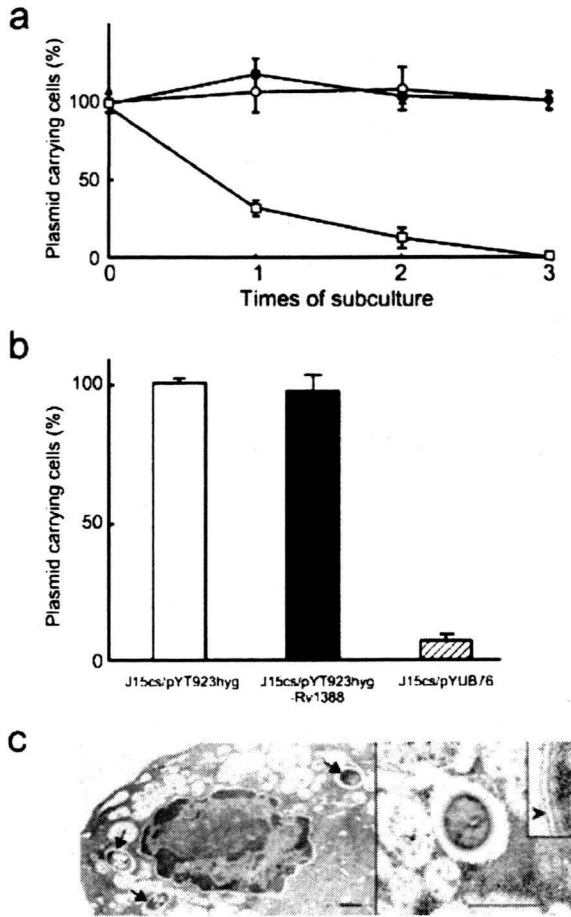 a
Plasmid carrying cells (%)
100
50
0
0 1 2 3
Times of subculture
b
Plasmid carrying cells (%)
100
50
0
J15cs/pYT923hyg
J15cs/pYT923hyg
-Rv1388
J15cs/pYUB76
c